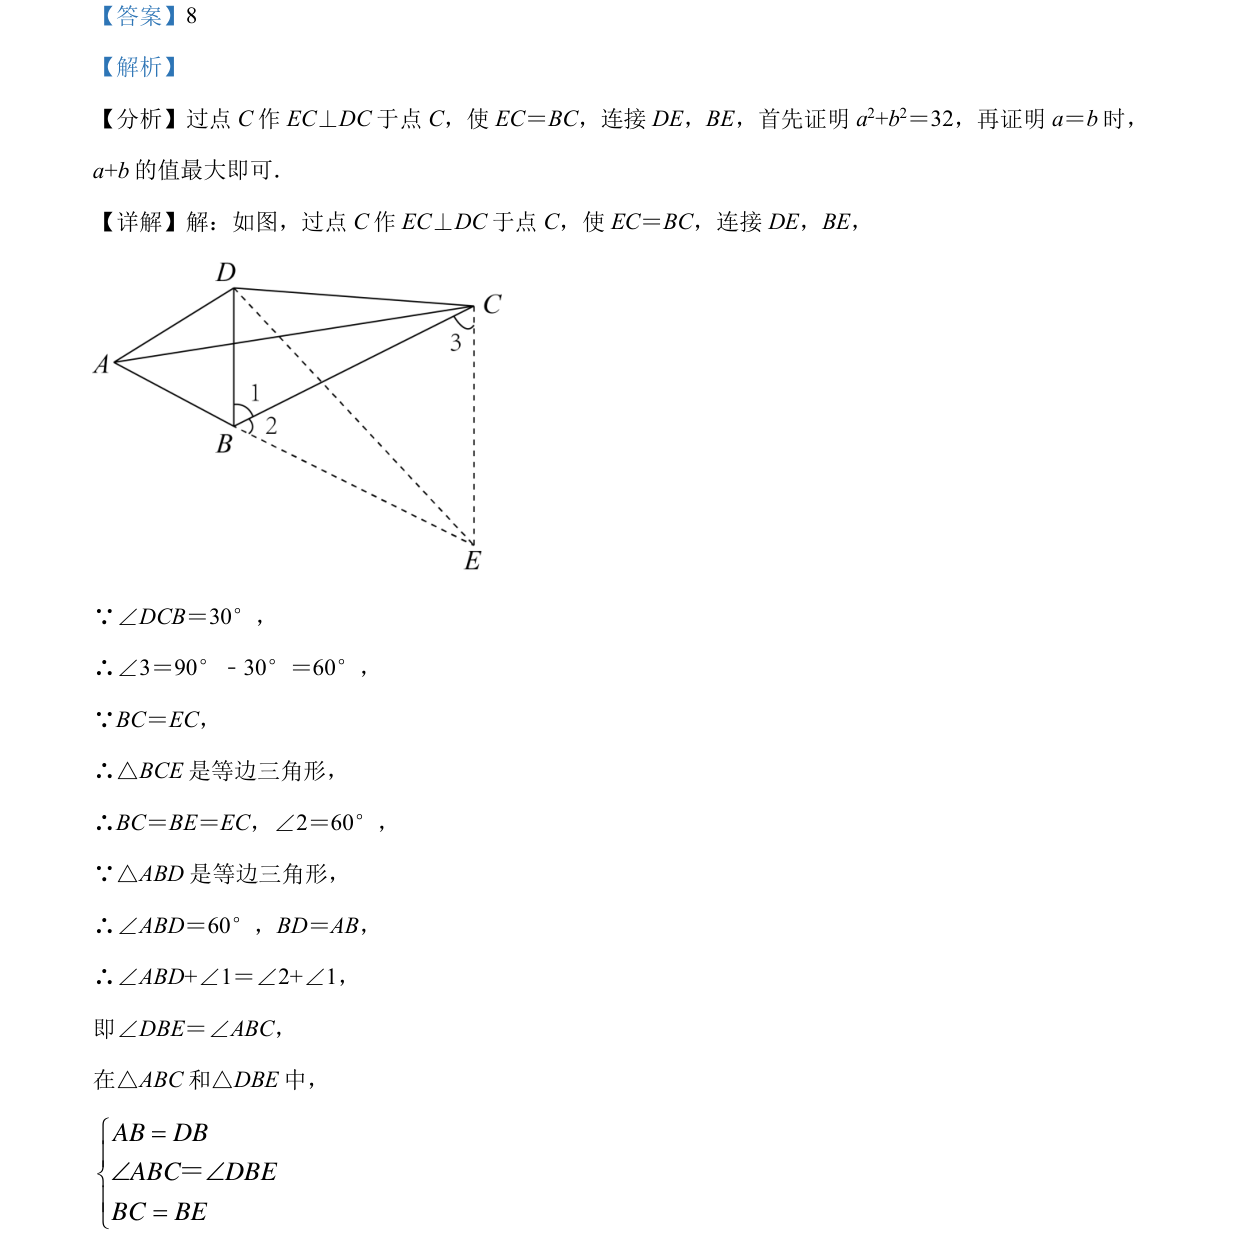 【答案】8
【解析】
【分析】过点 C 作 EC⊥DC 于点 C，使 EC＝BC，连接 DE，BE，首先证明 a²+b²＝32，再证明 a＝b 时，
a+b 的值最大即可．
【详解】解：如图，过点 C 作 EC⊥DC 于点 C，使 EC＝BC，连接 DE，BE，
D
C
3
A
1
2
B
E
∵∠DCB＝30°，
∴∠3＝90°﹣30°＝60°，
∵BC＝EC，
∴△BCE 是等边三角形，
∴BC＝BE＝EC，∠2＝60°，
∵△ABD 是等边三角形，
∴∠ABD＝60°，BD＝AB，
∴∠ABD+∠1＝∠2+∠1，
即∠DBE＝∠ABC，
在△ABC 和△DBE 中，
AB = DB
∠ABC＝∠DBE
BC = BE